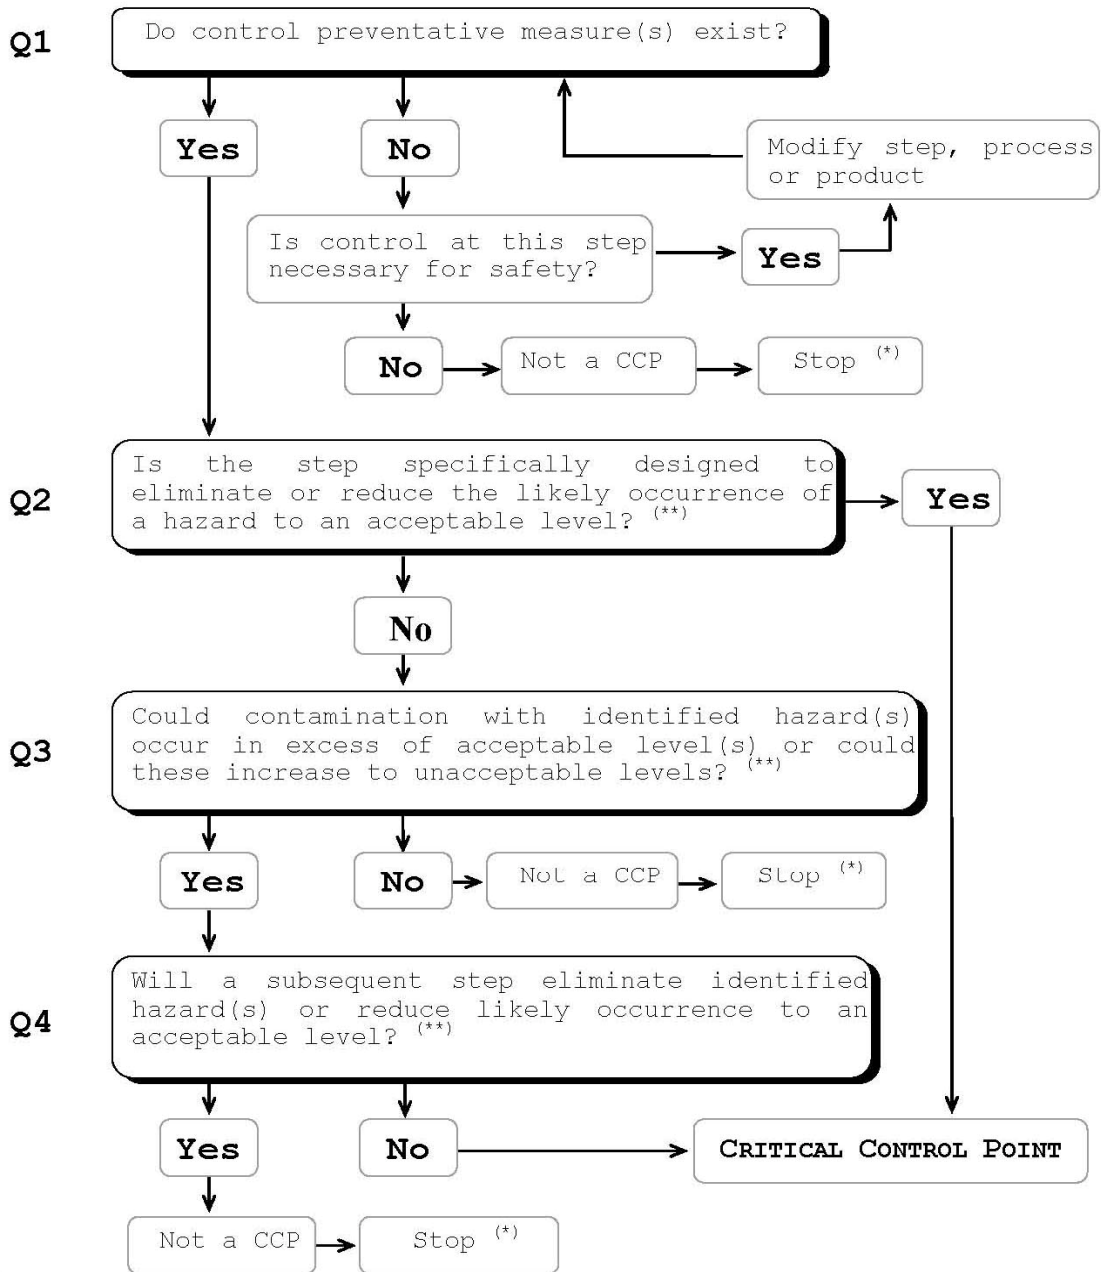 Q1
Do control preventative measure(s) exist?
Yes
No
Modify step, process
or product
Is control at this step
necessary for safety?
Yes
No
Not a CCP
Stop (*)
Q2
Is the step specifically designed to
eliminate or reduce the likely occurrence of
a hazard to an acceptable level? (**)
Yes
No
Q3
Could contamination with identified hazard(s)
occur in excess of acceptable level(s) or could
these increase to unacceptable levels? (**)
Yes
No
Not a CCP
Stop (*)
Q4
Will a subsequent step eliminate identified
hazard(s) or reduce likely occurrence to an
acceptable level? (**)
Yes
No
CRITICAL CONTROL POINT
Not a CCP
Stop (*)